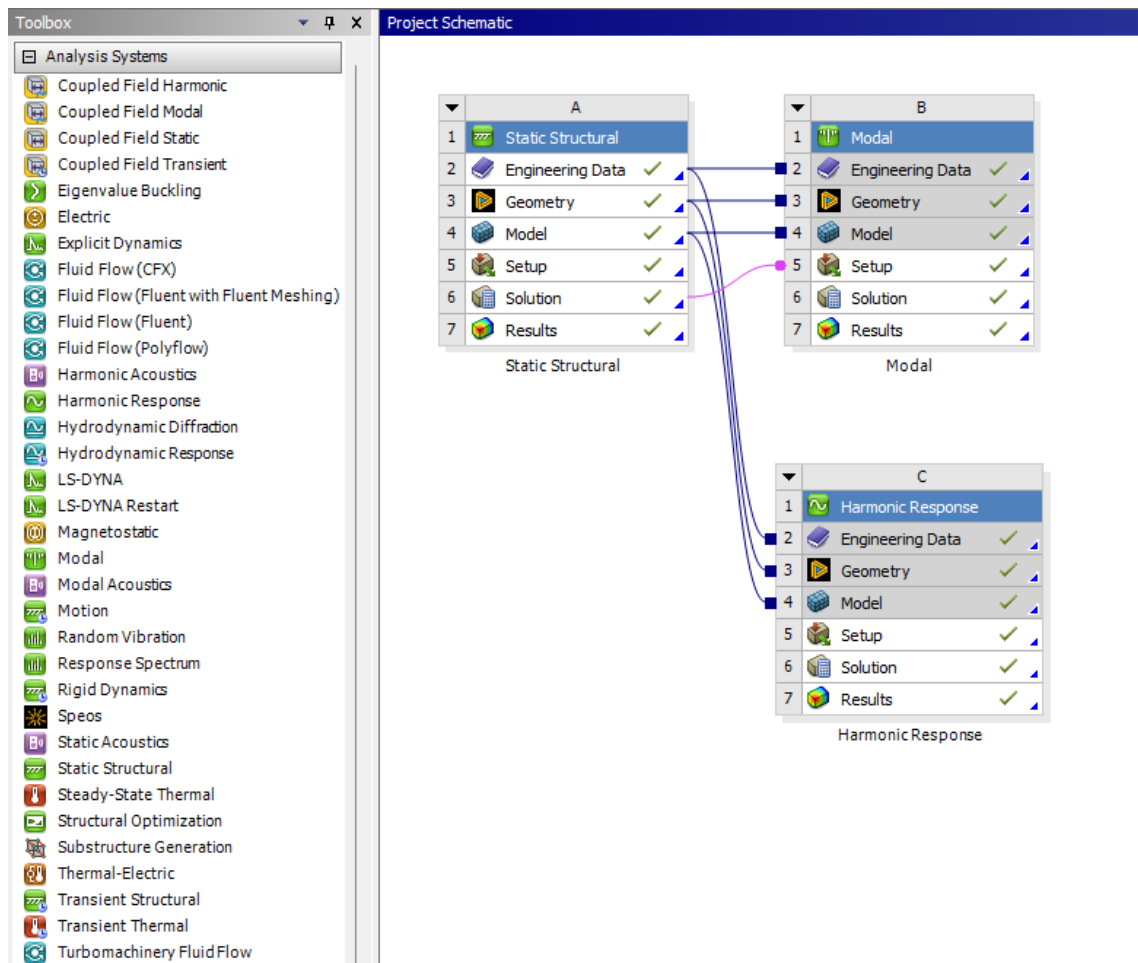 Toolbox
Project Schematic
Analysis Systems
Coupled Field Harmonic
Coupled Field Modal
Coupled Field Static
Coupled Field Transient
Eigenvalue Buckling
Electric
Explicit Dynamics
Fluid Flow (CFX)
Fluid Flow (Fluent with Fluent Meshing)
Fluid Flow (Fluent)
Fluid Flow (Polyflow)
Harmonic Acoustics
Harmonic Response
Hydrodynamic Diffraction
Hydrodynamic Response
LS-DYNA
LS-DYNA Restart
Magnetostatic
Modal
Modal Acoustics
Motion
Random Vibration
Response Spectrum
Rigid Dynamics
Speos
Static Acoustics
Static Structural
Steady-State Thermal
Structural Optimization
Substructure Generation
Thermal-Electric
Transient Structural
Transient Thermal
Turbomachinery Fluid Flow
A
1 Static Structural
2 Engineering Data
3 Geometry
4 Model
5 Setup
6 Solution
7 Results
Static Structural
B
1 Modal
2 Engineering Data
3 Geometry
4 Model
5 Setup
6 Solution
7 Results
Modal
C
1 Harmonic Response
2 Engineering Data
3 Geometry
4 Model
5 Setup
6 Solution
7 Results
Harmonic Response